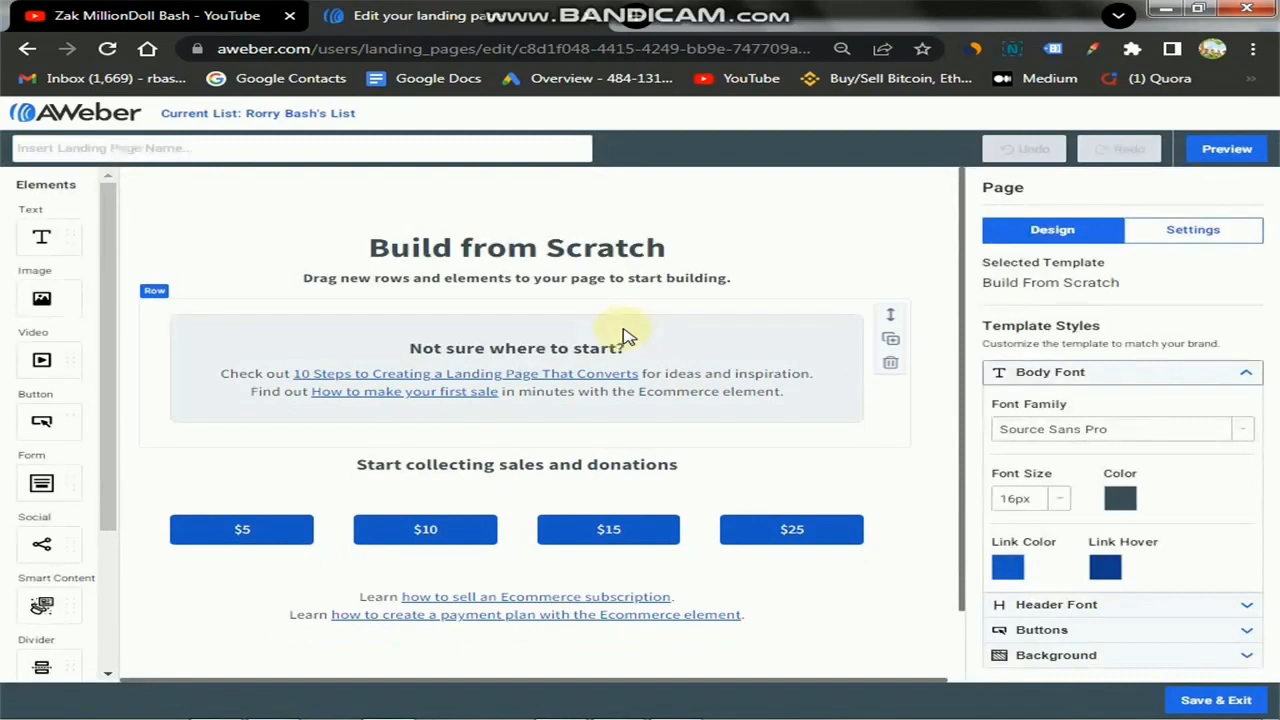 Zak MillionDoll Bash - YouTube
Edit your landing pa
www.BANDICAM.com
aweber.com/users/landing_pages/edit/c8d1f048-4415-4249-bb9e-747709a...
Inbox (1,669) - rbas...
Google Contacts
Google Docs
Overview - 484-131...
YouTube
Buy/Sell Bitcoin, Eth...
Medium
(1) Quora
AWeber
Current List: Rorry Bash's List
Insert Landing Page Name...
Undo
Redo
Preview
Elements
Text
Image
Video
Button
Form
Social
Smart Content
Divider
Build from Scratch
Drag new rows and elements to your page to start building.
Row
Not sure where to start?
Check out 10 Steps to Creating a Landing Page That Converts for ideas and inspiration.
Find out How to make your first sale in minutes with the Ecommerce element.
Start collecting sales and donations
$5
$10
$15
$25
Learn how to sell an Ecommerce subscription.
Learn how to create a payment plan with the Ecommerce element.
Page
Design
Settings
Selected Template
Build From Scratch
Template Styles
Customize the template to match your brand.
Body Font
Font Family
Source Sans Pro
Font Size
Color
16px
Link Color
Link Hover
Header Font
Buttons
Background
Save & Exit